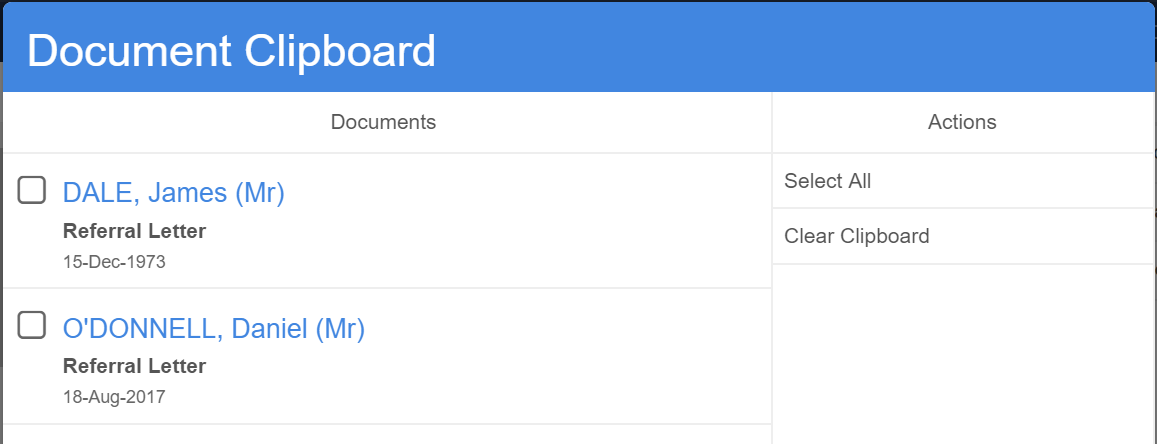 Document Clipboard
Documents
Actions
DALE, James (Mr)
Referral Letter
15-Dec-1973
O'DONNELL, Daniel (Mr)
Referral Letter
18-Aug-2017
Select All
Clear Clipboard